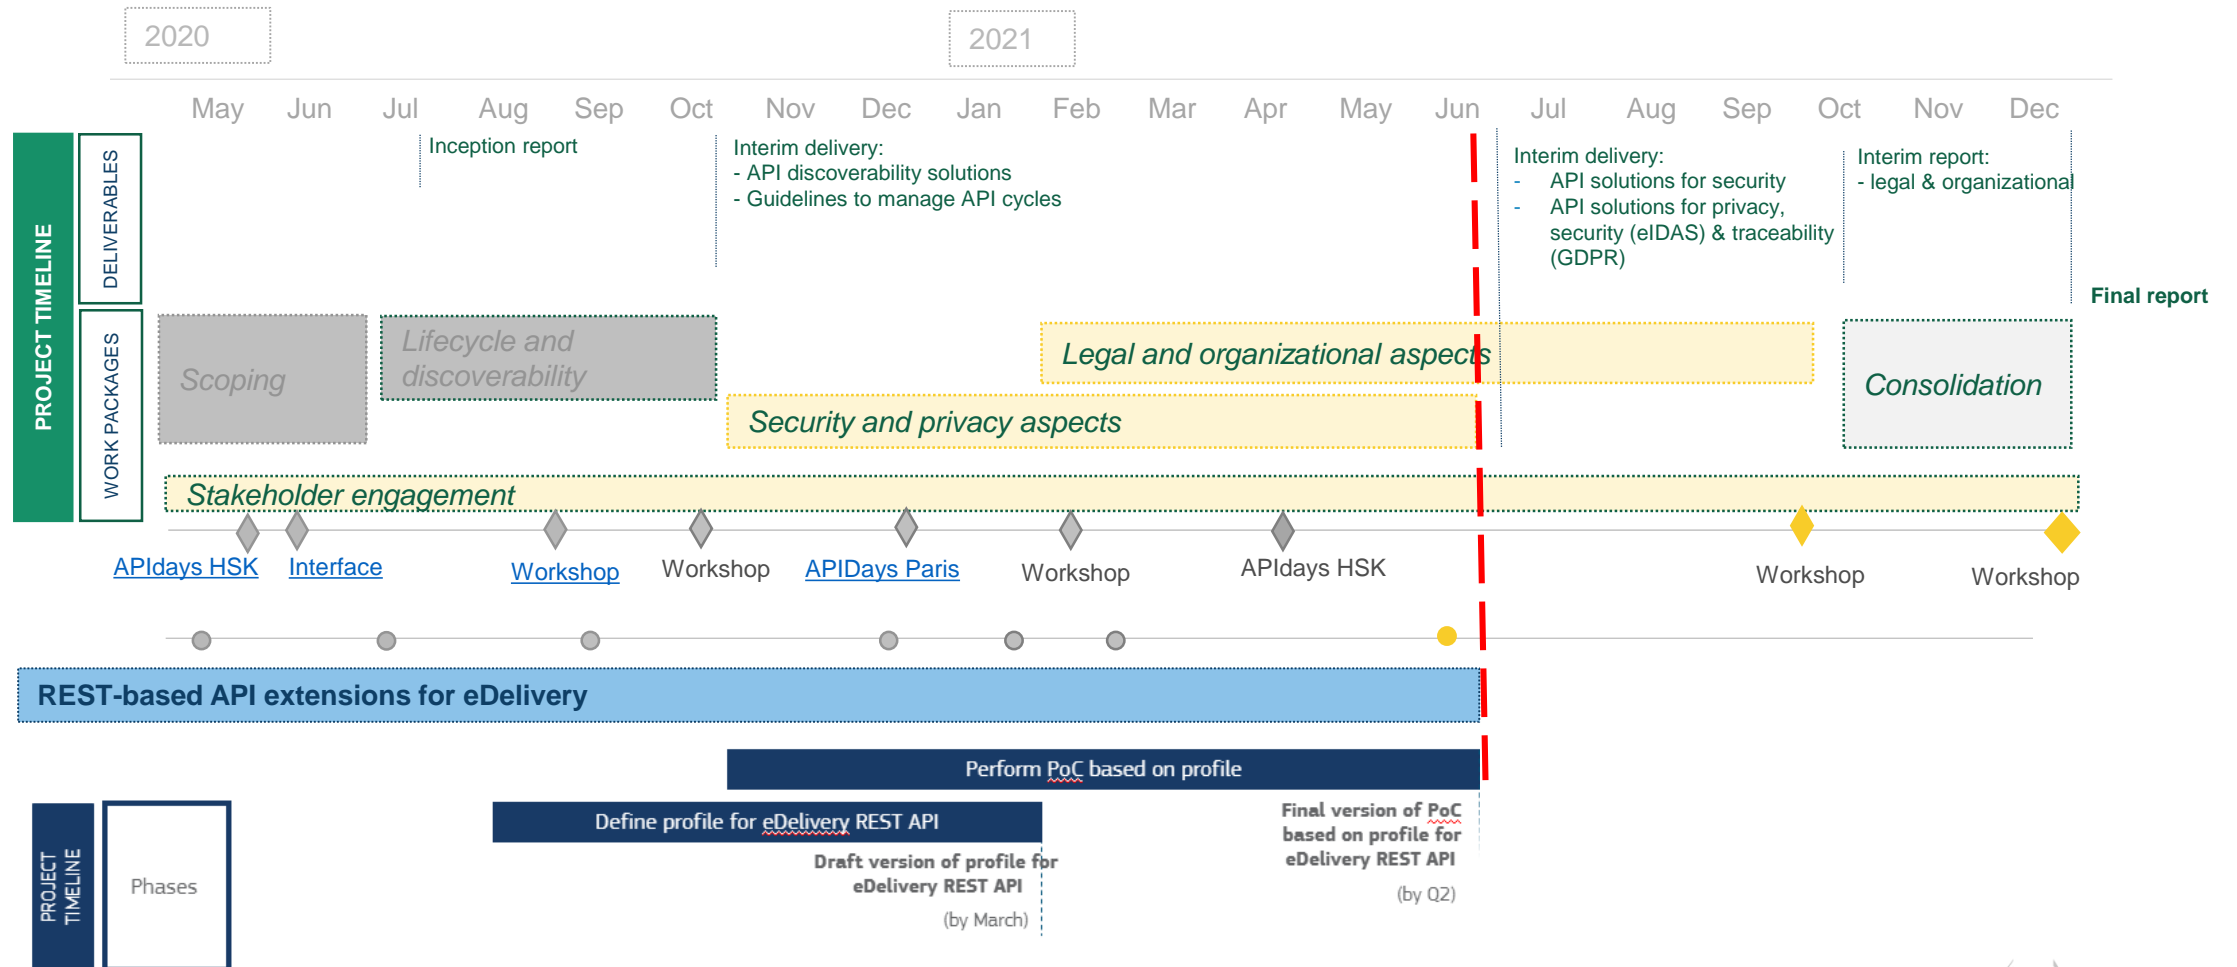 2020
2021
May Jun Jul Aug Sep Oct Nov Dec Jan Feb Mar Apr May Jun Jul Aug Sep Oct Nov Dec
PROJECT TIMELINE
DELIVERABLES
Inception report
Interim delivery:
- API discoverability solutions
- Guidelines to manage API cycles
Interim delivery:
- API solutions for security
- API solutions for privacy,
security (eIDAS) & traceability
(GDPR)
Interim report:
- legal & organizational
Final report
WORK PACKAGES
Scoping
Lifecycle and
discoverability
Legal and organizational aspects
Security and privacy aspects
Consolidation
Stakeholder engagement
APIdays HSK
Interface
Workshop
Workshop
APIDays Paris
Workshop
APIdays HSK
Workshop
Workshop
REST-based API extensions for eDelivery
Perform PoC based on profile
Define profile for eDelivery REST API
Draft version of profile for
eDelivery REST API
(by March)
Final version of PoC
based on profile for
eDelivery REST API
(by Q2)
PROJECT
TIMELINE
Phases